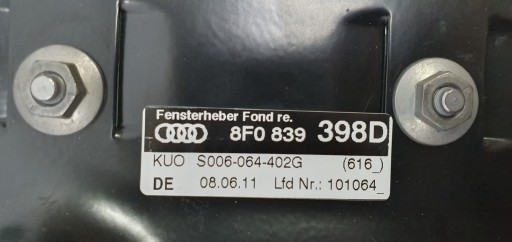 Fensterheber Fond re.
8F0 839 398D
KUO S006-064-402G (616_)
DE 08.06.11 Lfd Nr.: 101064_